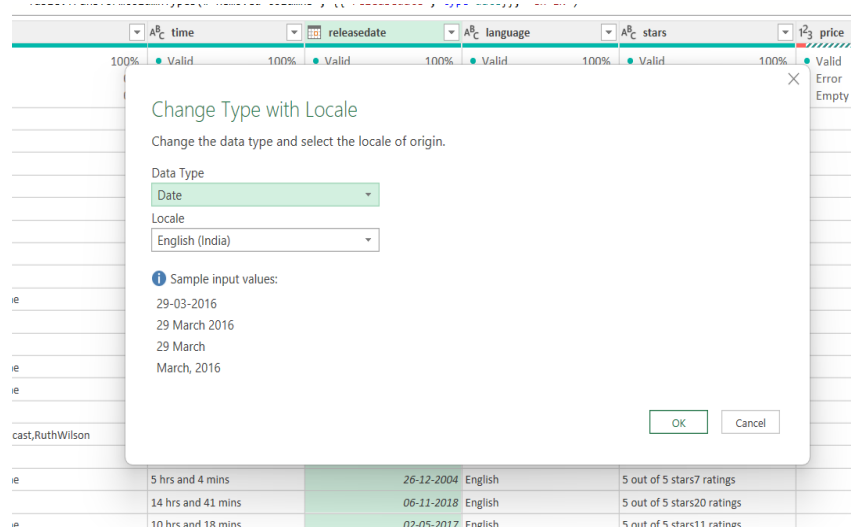 time releasedate language stars price
100% Valid 100% Valid 100% Valid 100% Valid 100% Valid
Error
Empty
Change Type with Locale
Change the data type and select the locale of origin.
Data Type
Date
Locale
English (India)
Sample input values:
29-03-2016
29 March 2016
29 March
March, 2016
OK Cancel
cast,RuthWilson
5 hrs and 4 mins 26-12-2004 English 5 out of 5 stars7 ratings
14 hrs and 41 mins 06-11-2018 English 5 out of 5 stars20 ratings
10 hrs and 18 mins 02-05-2017 English 5 out of 5 stars11 ratings